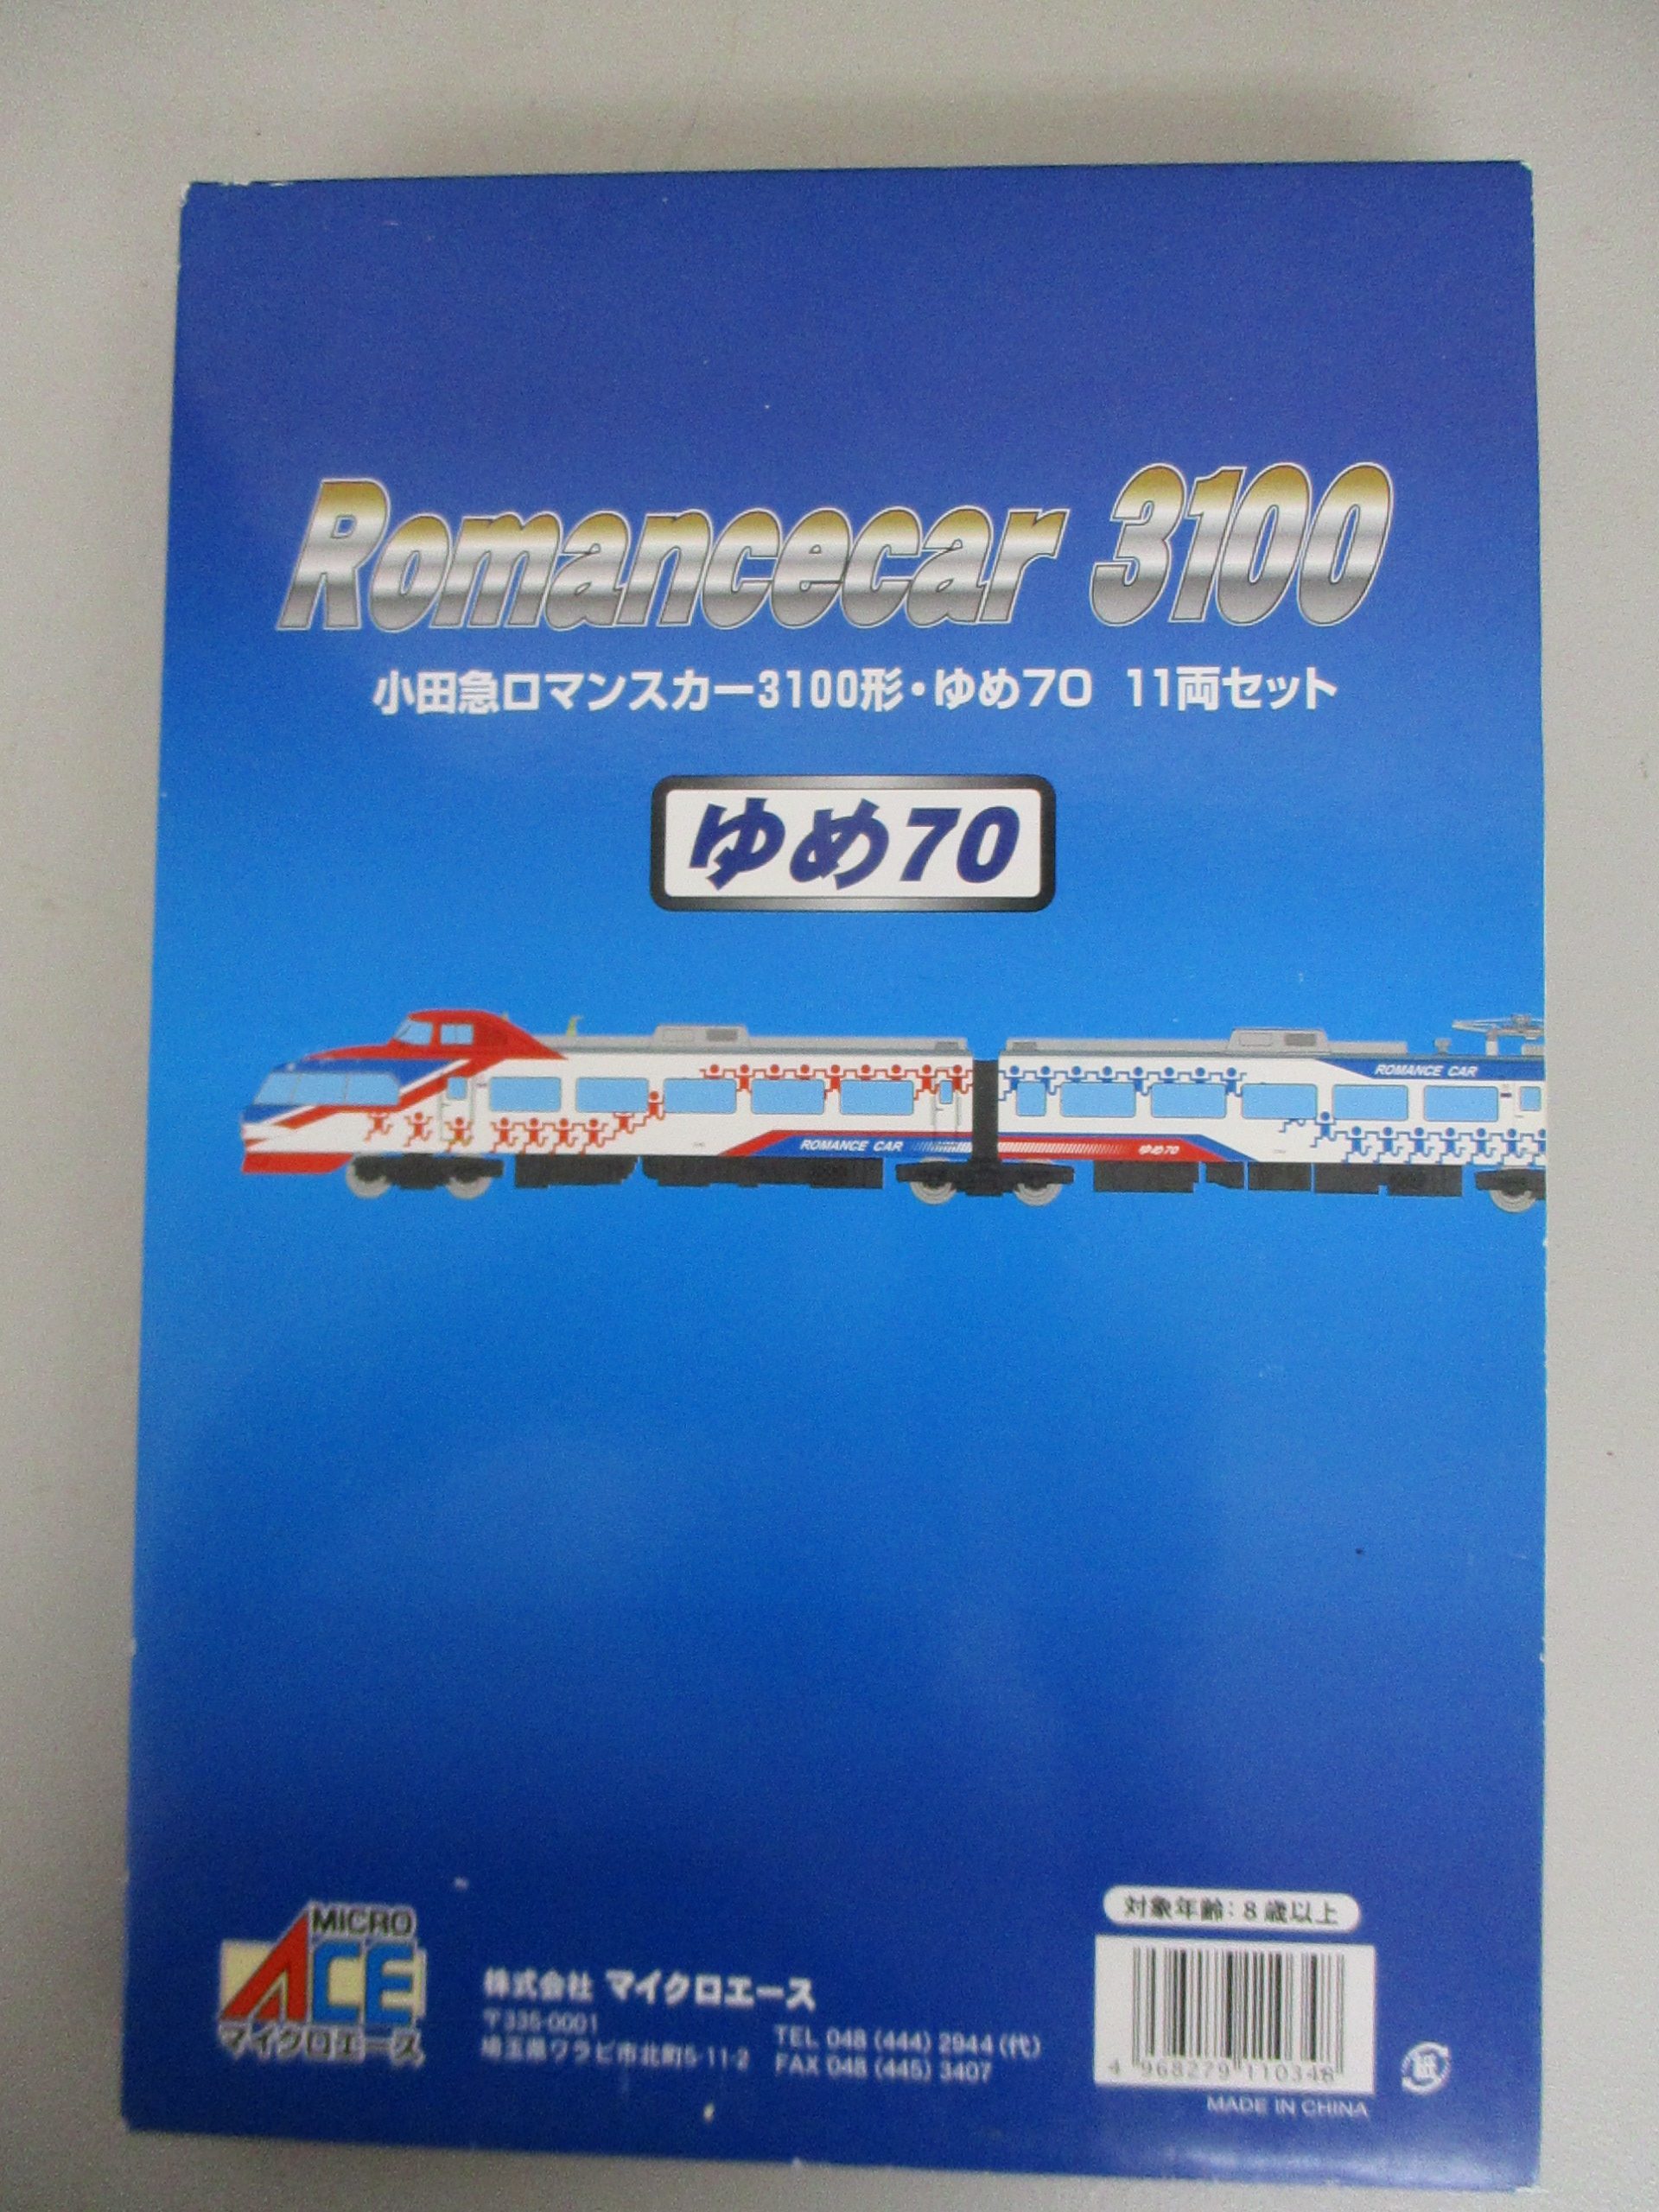 Romancecar 3100
小田急ロマンスカー3100形・ゆめ70 11両セット
ゆめ70
ROMANCE CAR
ROMANCE CAR
ゆめ70
対象年齢：8歳以上
MICRO
ACE
マイクロエース
株式会社 マイクロエース
〒335-0001
埼玉県ワラビ市北町5-11-2
TEL 048 (444) 2944 (代)
FAX 048 (445) 3407
4 968279 110348
MADE IN CHINA
紙